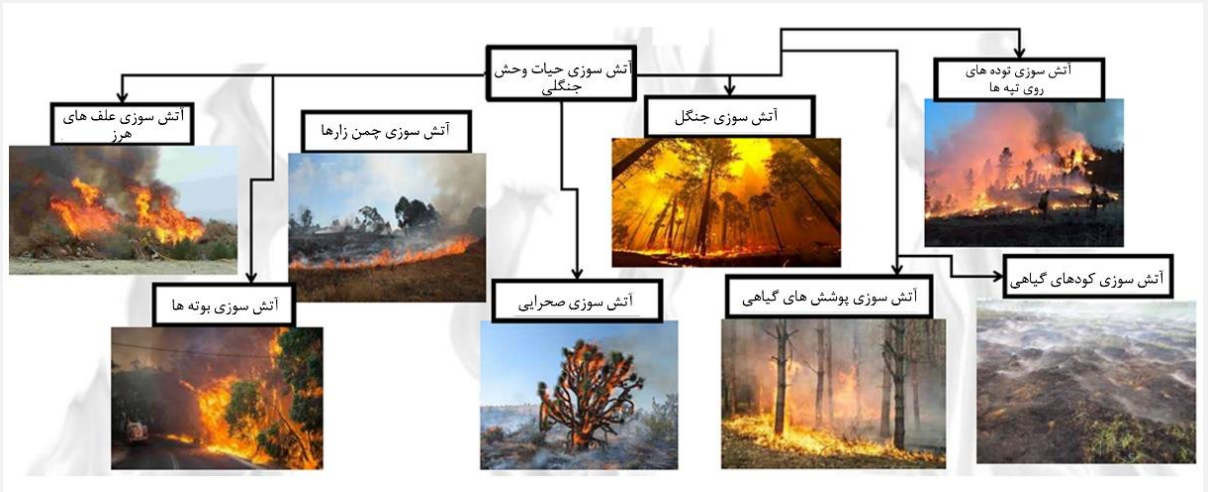 آتش سوزی حیات وحش
جنگلی
آتش سوزی توده های
روی تپه ها
آتش سوزی علف های
هرز
آتش سوزی چمن زارها
آتش سوزی جنگل
آتش سوزی بوته ها
آتش سوزی صحرایی
آتش سوزی پوشش های گیاهی
آتش سوزی کودهای گیاهی